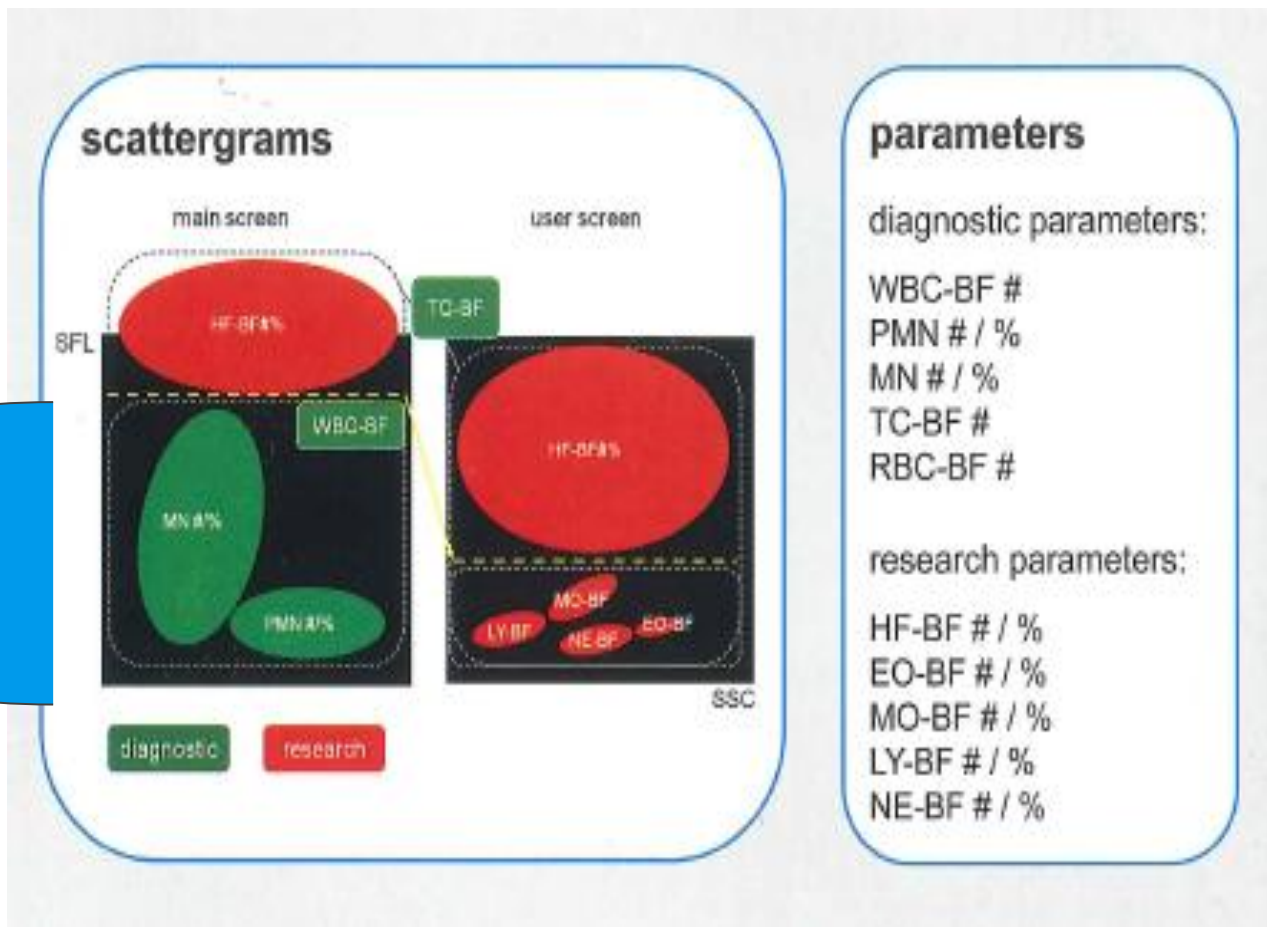 scattergrams
main screen
user screen
HF-BF#%
TC-BF
SFL
WBC-BF
HF-BF#%
MN #/%
MO-BF
LY-BF
EO-BF
NE-BF
PMN #/%
SSC
diagnostic
research
parameters
diagnostic parameters:
WBC-BF #
PMN # / %
MN # / %
TC-BF #
RBC-BF #
research parameters:
HF-BF # / %
EO-BF # / %
MO-BF # / %
LY-BF # / %
NE-BF # / %